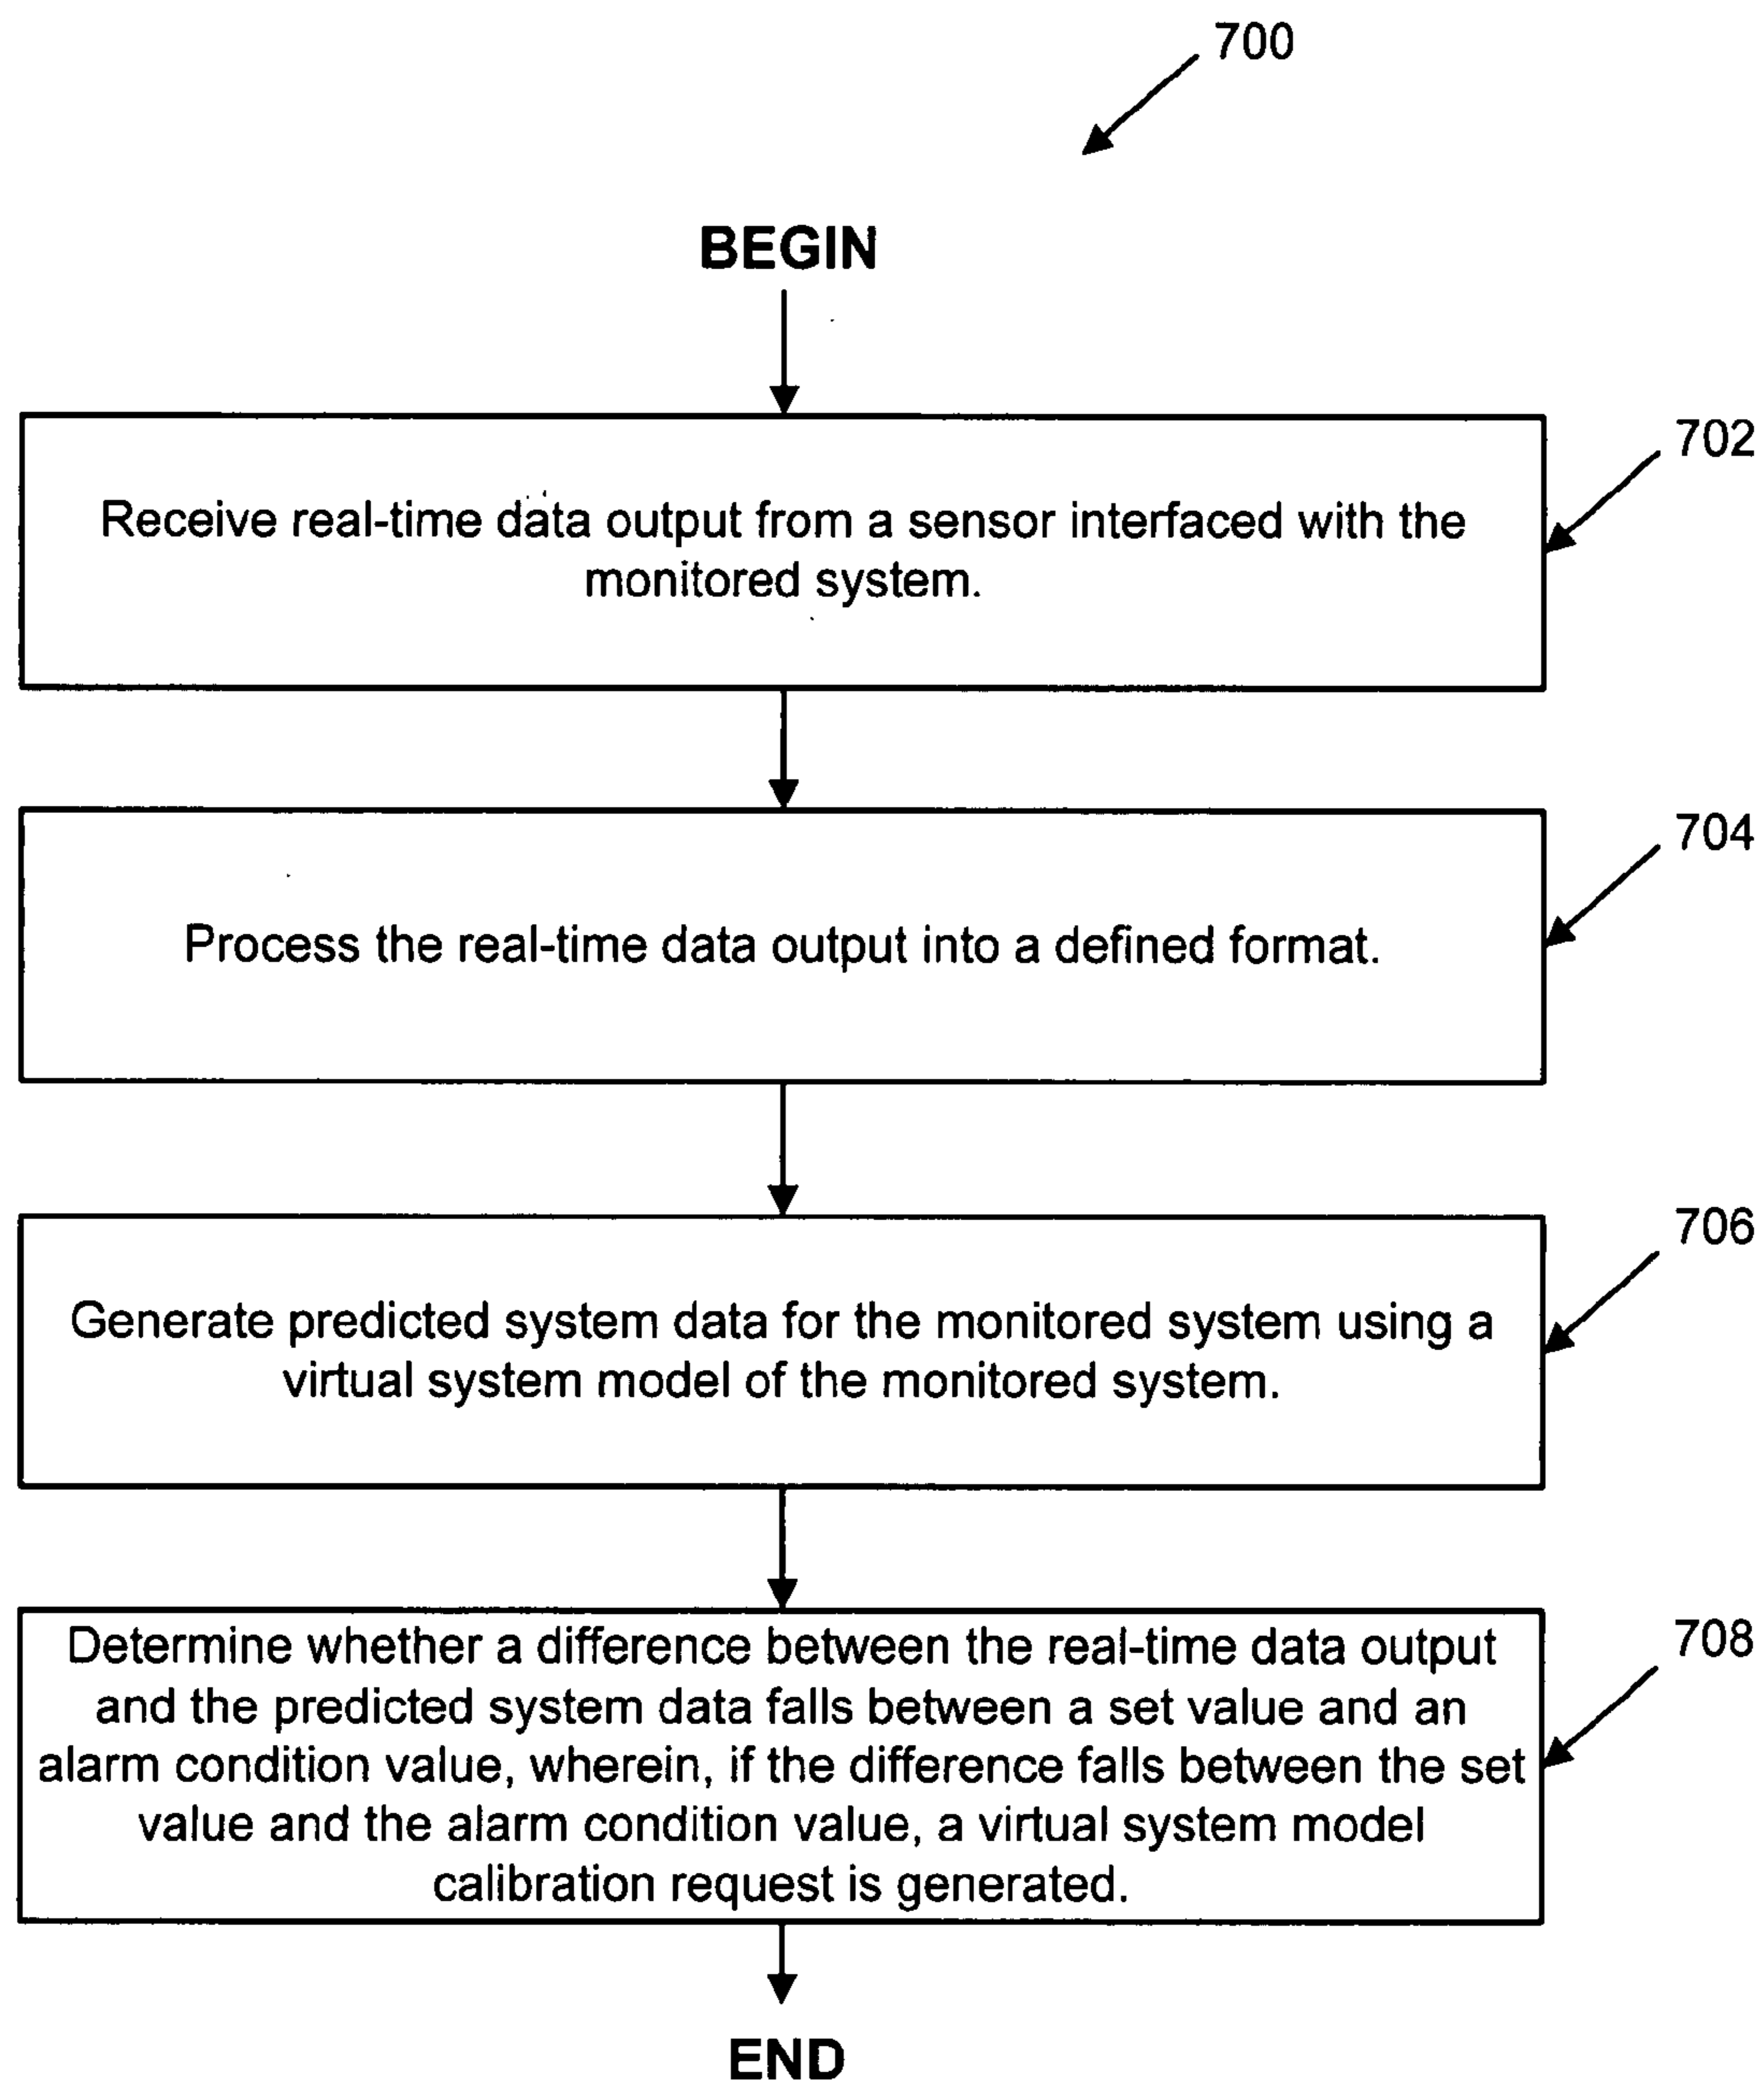 700
BEGIN
702
Receive real-time data output from a sensor interfaced with the
monitored system.
704
Process the real-time data output into a defined format.
706
Generate predicted system data for the monitored system using a
virtual system model of the monitored system.
708
Determine whether a difference between the real-time data output
and the predicted system data falls between a set value and an
alarm condition value, wherein, if the difference falls between the set
value and the alarm condition value, a virtual system model
calibration request is generated.
END